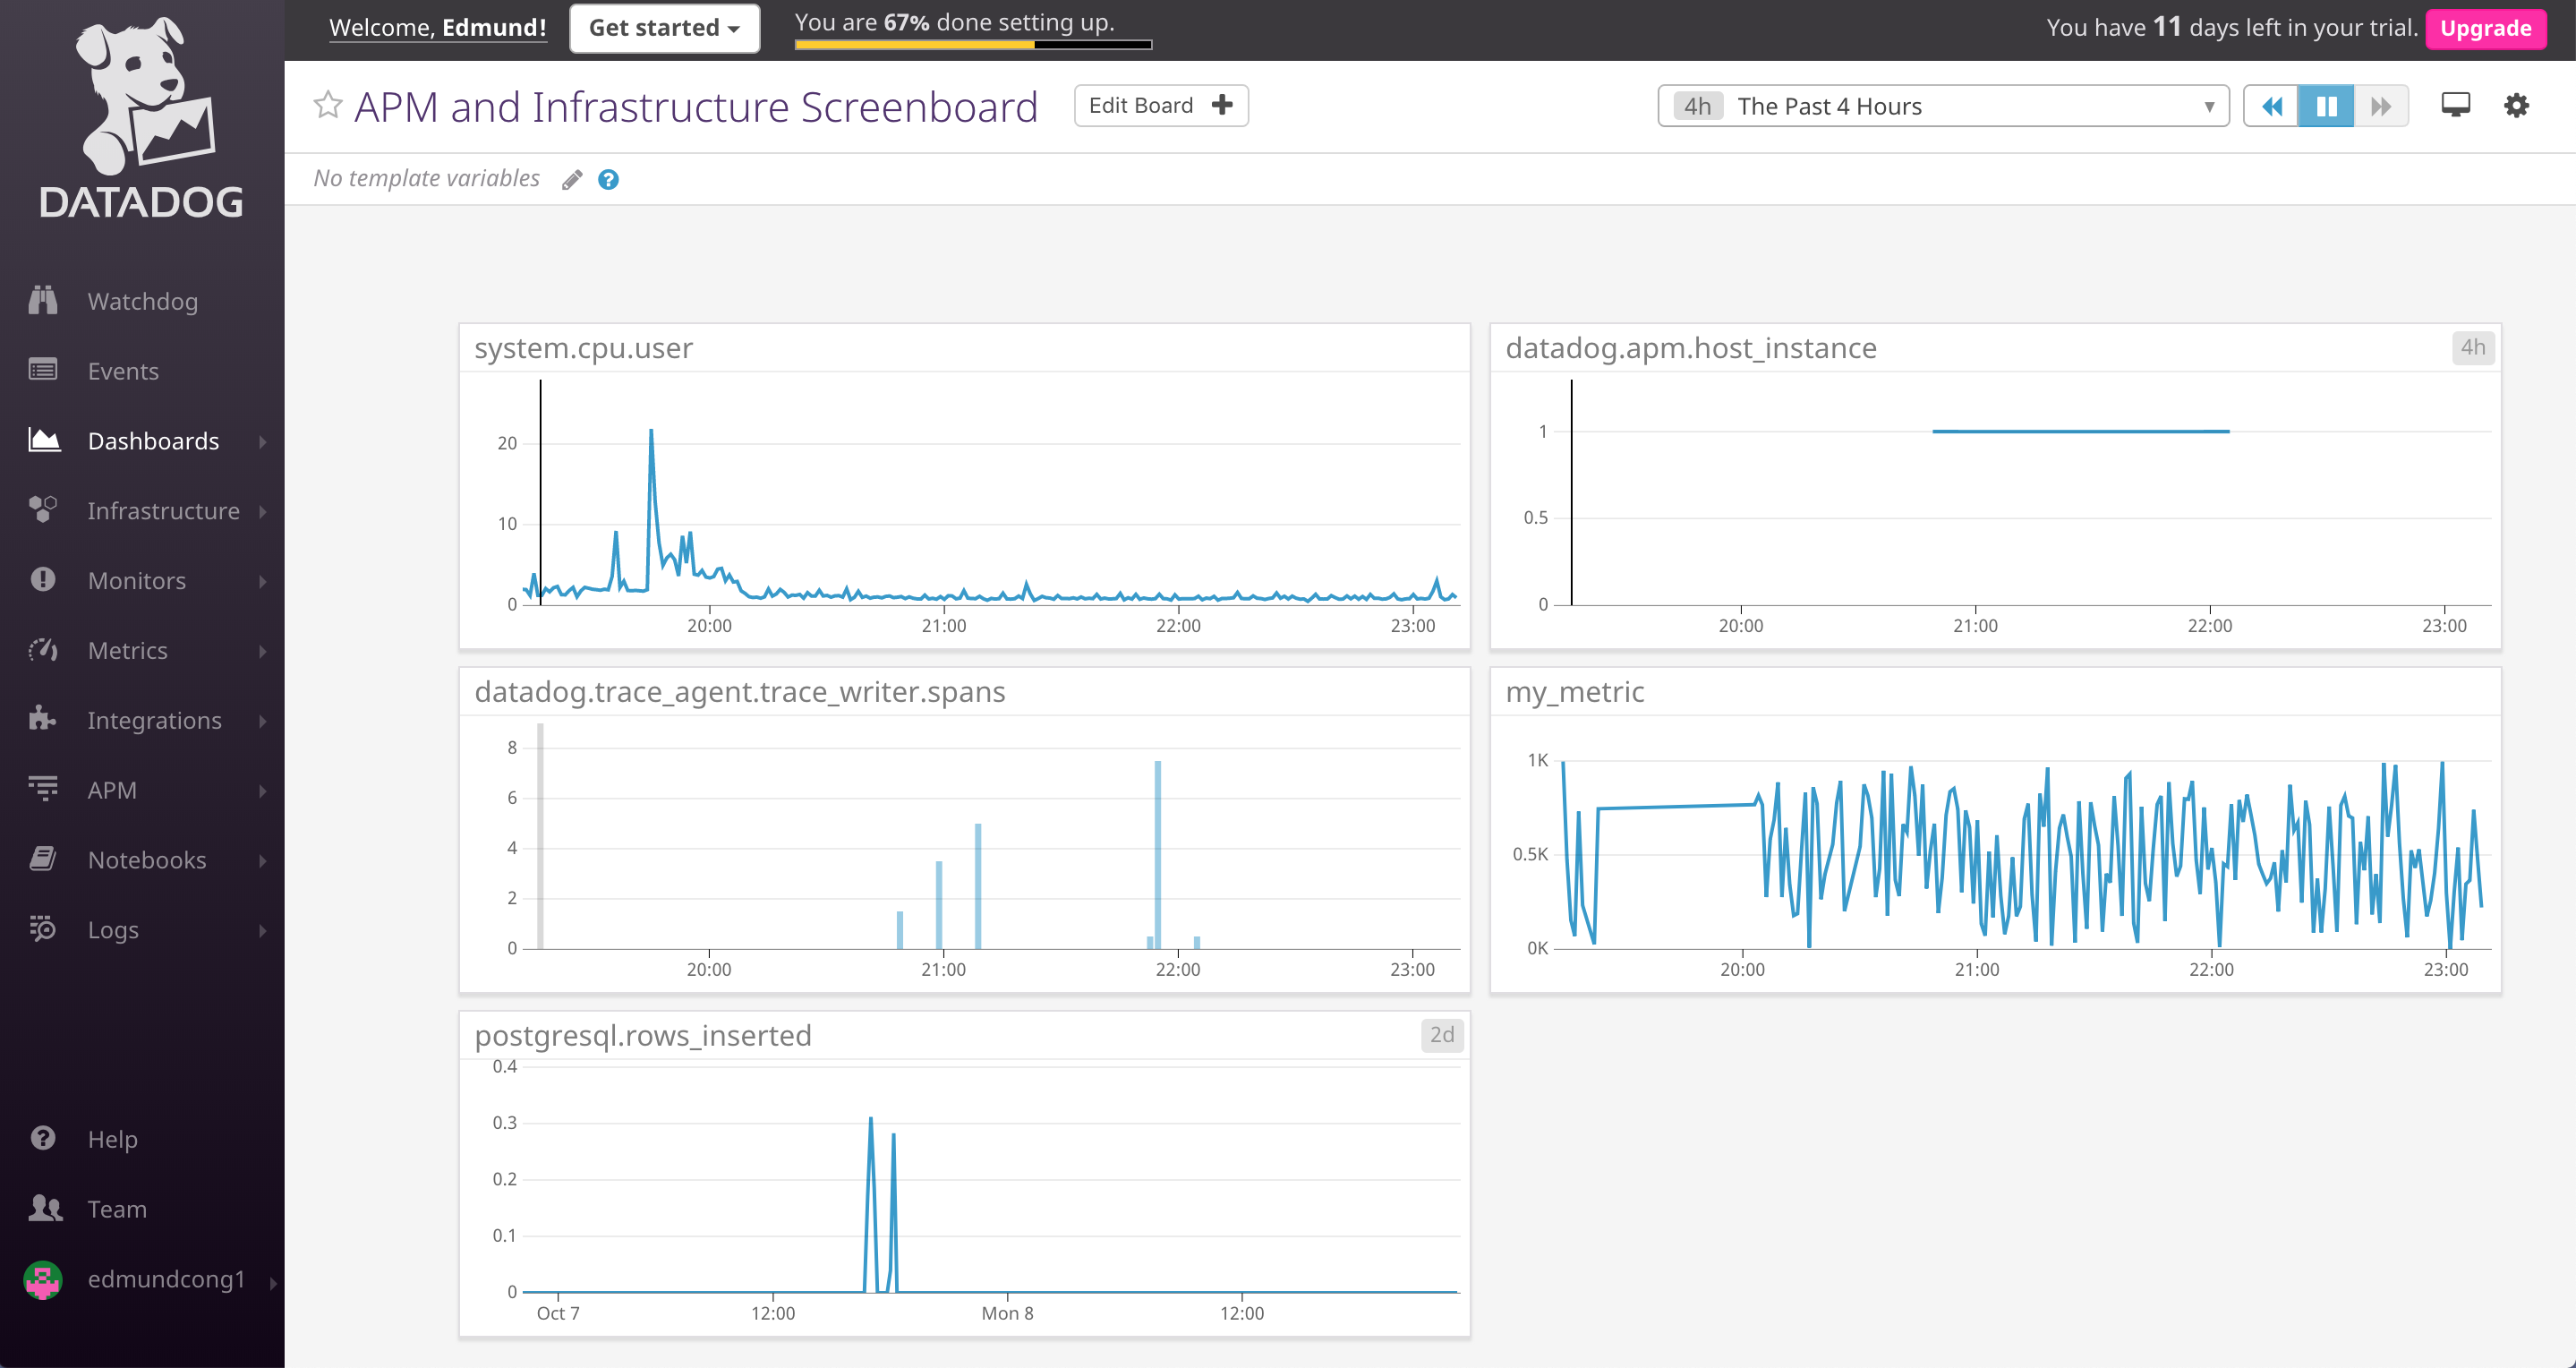 DATADOG
Watchdog
Events
Dashboards
Infrastructure
Monitors
Metrics
Integrations
APM
Notebooks
Logs
Help
Team
edmundcong1
Welcome, Edmund!
Get started
You are 67% done setting up.
You have 11 days left in your trial.
Upgrade
APM and Infrastructure Screenboard
Edit Board
4h The Past 4 Hours
No template variables
system.cpu.user
20
10
0
20:00 21:00 22:00 23:00
datadog.apm.host_instance
4h
1
0.5
0
20:00 21:00 22:00 23:00
datadog.trace_agent.trace_writer.spans
8
6
4
2
0
20:00 21:00 22:00 23:00
my_metric
1K
0.5K
0K
20:00 21:00 22:00 23:00
postgresql.rows_inserted
2d
0.4
0.3
0.2
0.1
0
Oct 7 12:00 Mon 8 12:00